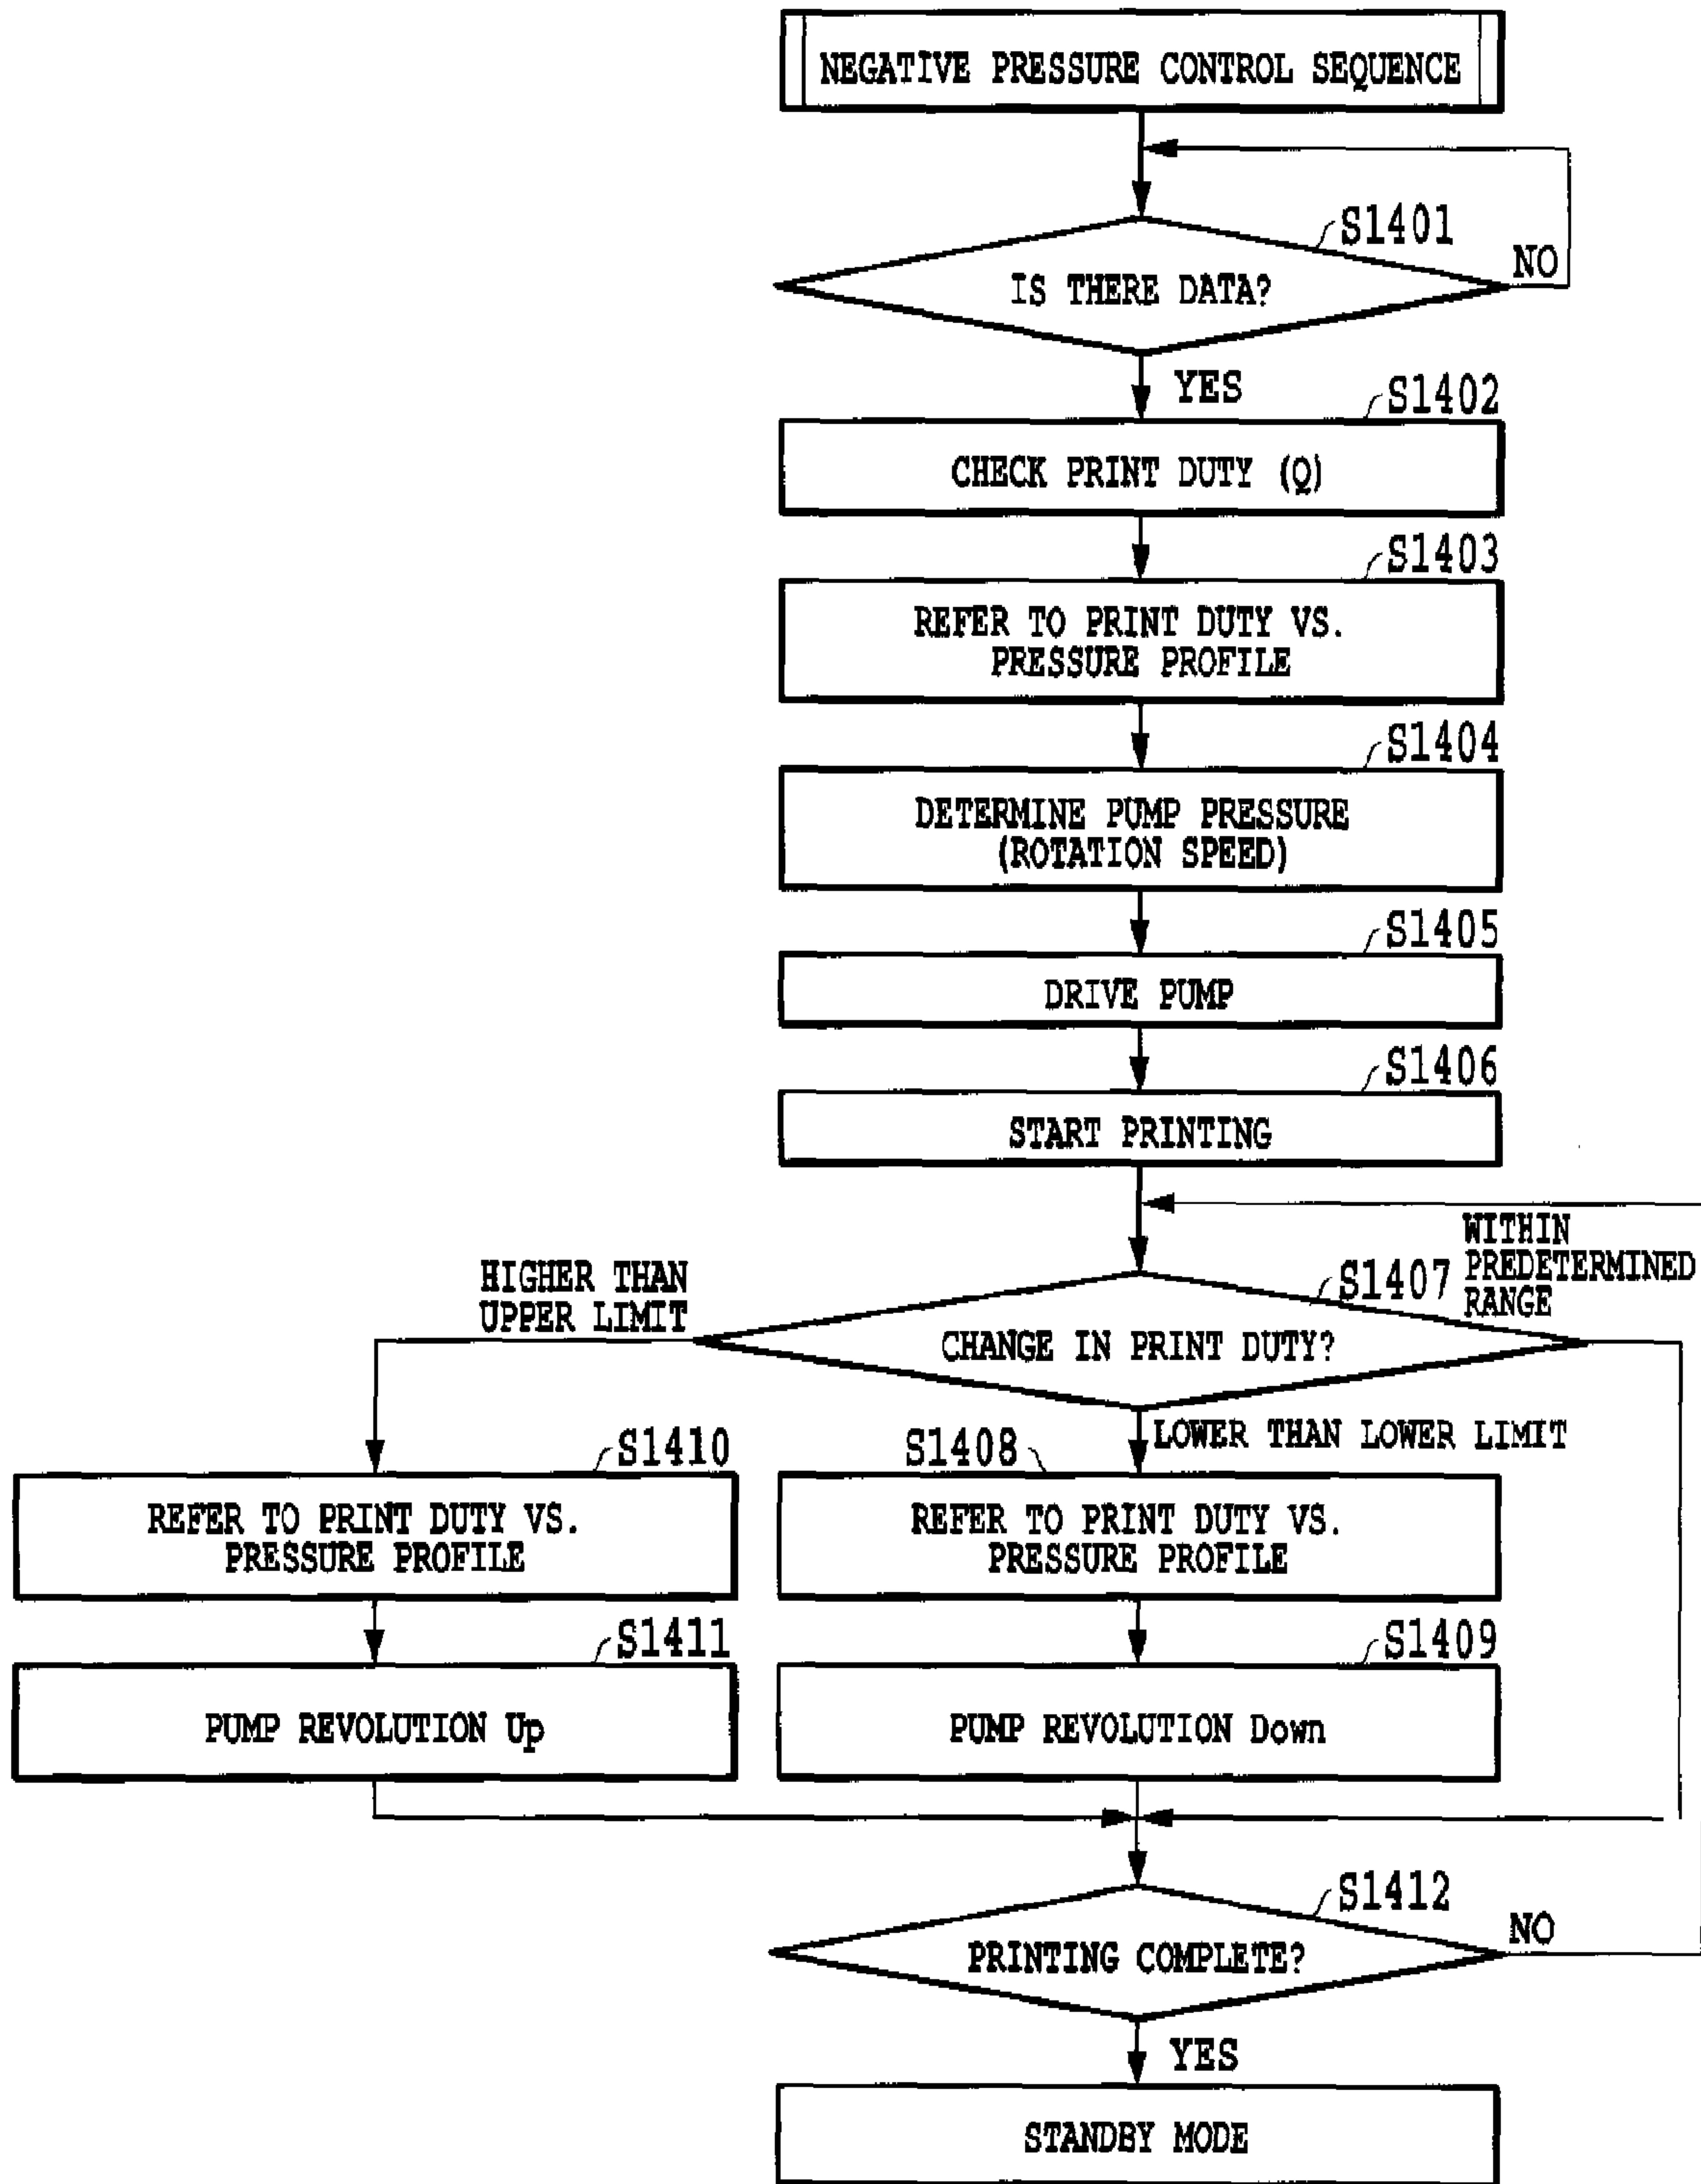 NEGATIVE PRESSURE CONTROL SEQUENCE
S1401
IS THERE DATA?
NO
YES
S1402
CHECK PRINT DUTY (Q)
S1403
REFER TO PRINT DUTY VS.
PRESSURE PROFILE
S1404
DETERMINE PUMP PRESSURE
(ROTATION SPEED)
S1405
DRIVE PUMP
S1406
START PRINTING
HIGHER THAN
UPPER LIMIT
S1407
WITHIN
PREDETERMINED
RANGE
CHANGE IN PRINT DUTY?
LOWER THAN LOWER LIMIT
S1410
REFER TO PRINT DUTY VS.
PRESSURE PROFILE
S1408
REFER TO PRINT DUTY VS.
PRESSURE PROFILE
S1411
PUMP REVOLUTION Up
S1409
PUMP REVOLUTION Down
S1412
PRINTING COMPLETE?
NO
YES
STANDBY MODE